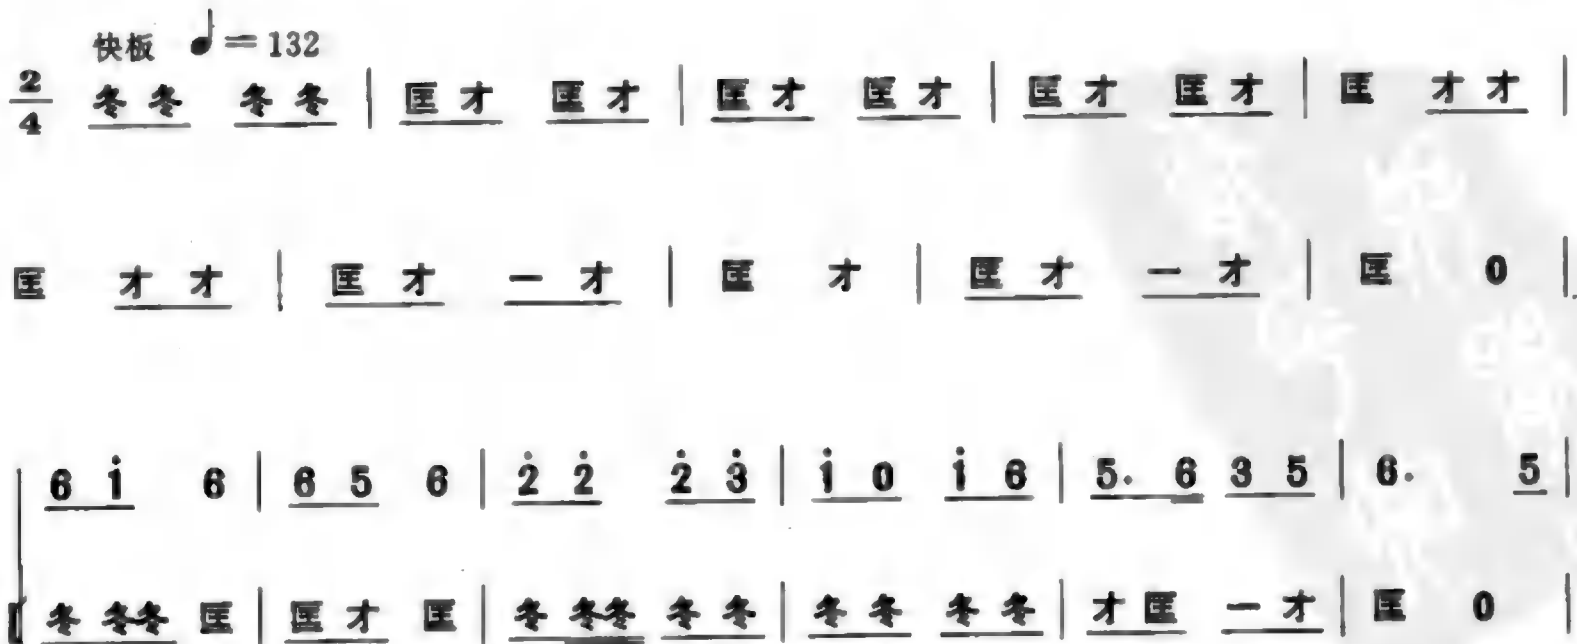 快板 ♩=132
2/4 冬冬 冬冬 | 匡才 匡才 | 匡才 匡才 | 匡才 匡才 | 匡 才才 |
匡 才才 | 匡才 一才 | 匡 才 | 匡才 一才 | 匡 0 |
6 i̇ 6 | 6 5 6 | 2̇ 2̇ 2̇ 3̇ | i̇ 0 i̇ 6 | 5. 6 3 5 | 6. 5 |
冬 冬冬 匡 | 匡才 匡 | 冬 冬冬 冬冬 | 冬冬 冬冬 | 才匡 一才 | 匡 0 |